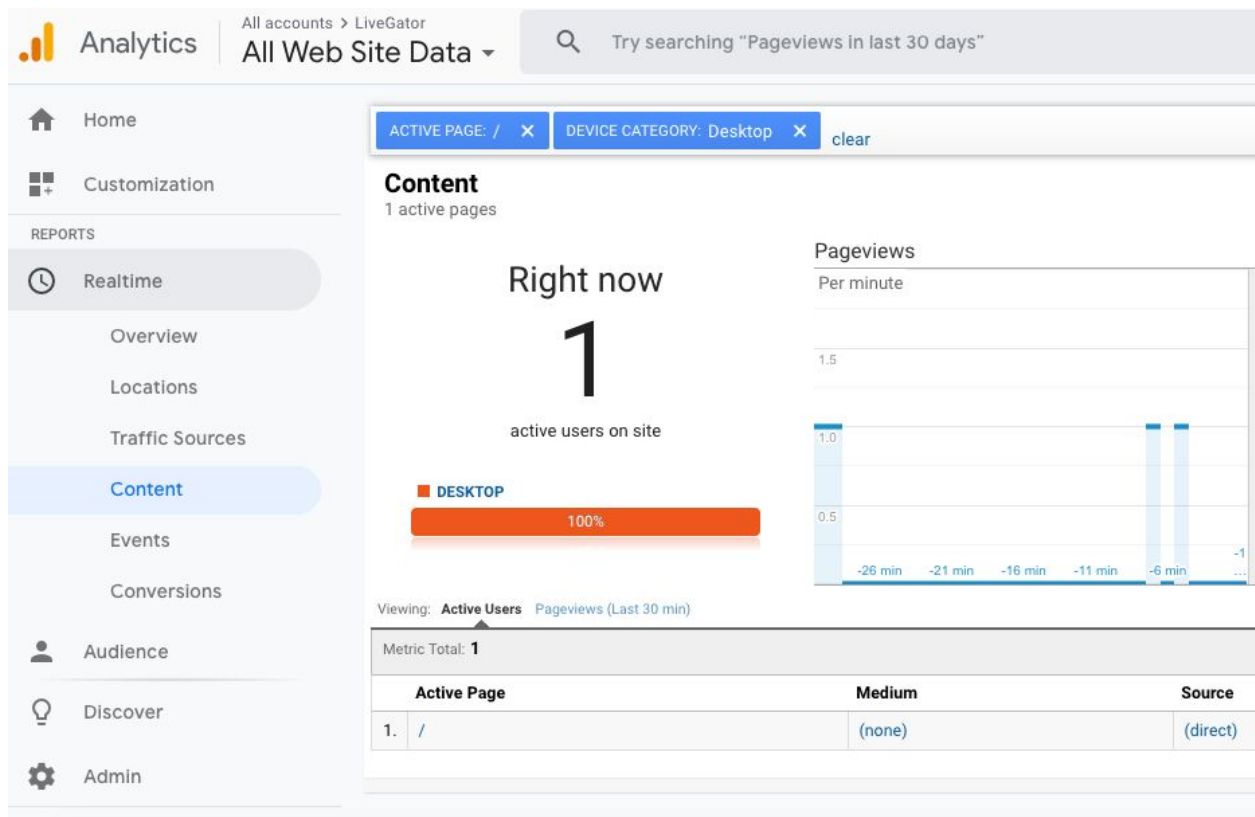 Analytics
All accounts > LiveGator
All Web Site Data
Try searching “Pageviews in last 30 days”
Home
Customization
REPORTS
Realtime
Overview
Locations
Traffic Sources
Content
Events
Conversions
Audience
Discover
Admin
ACTIVE PAGE: / ✕ DEVICE CATEGORY: Desktop ✕ clear
Content
1 active pages
Right now
1
active users on site
DESKTOP
100%
Pageviews
Per minute
1.5
1.0
0.5
-26 min -21 min -16 min -11 min -6 min -1
...
Viewing: Active Users Pageviews (Last 30 min)
Metric Total: 1
Active Page Medium Source
1. / (none) (direct)